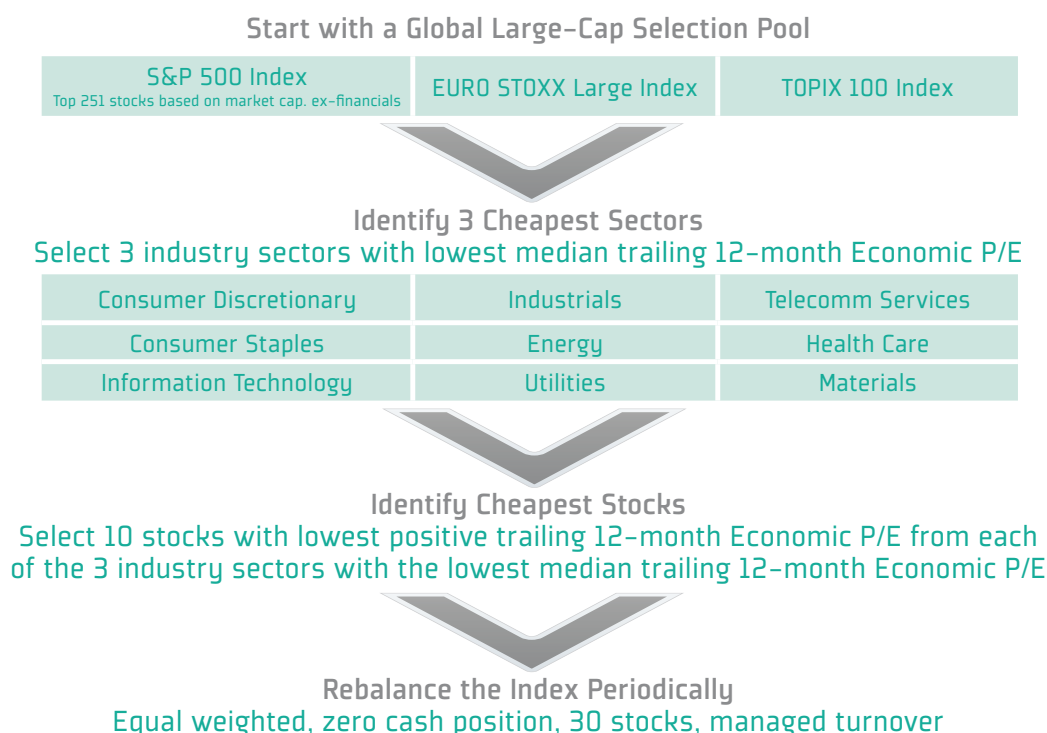 Start with a Global Large-Cap Selection Pool
S&P 500 Index
Top 251 stocks based on market cap. ex-financials
EURO STOXX Large Index
TOPIX 100 Index
Identify 3 Cheapest Sectors
Select 3 industry sectors with lowest median trailing 12-month Economic P/E
Consumer Discretionary
Industrials
Telecomm Services
Consumer Staples
Energy
Health Care
Information Technology
Utilities
Materials
Identify Cheapest Stocks
Select 10 stocks with lowest positive trailing 12-month Economic P/E from each
of the 3 industry sectors with the lowest median trailing 12-month Economic P/E
Rebalance the Index Periodically
Equal weighted, zero cash position, 30 stocks, managed turnover